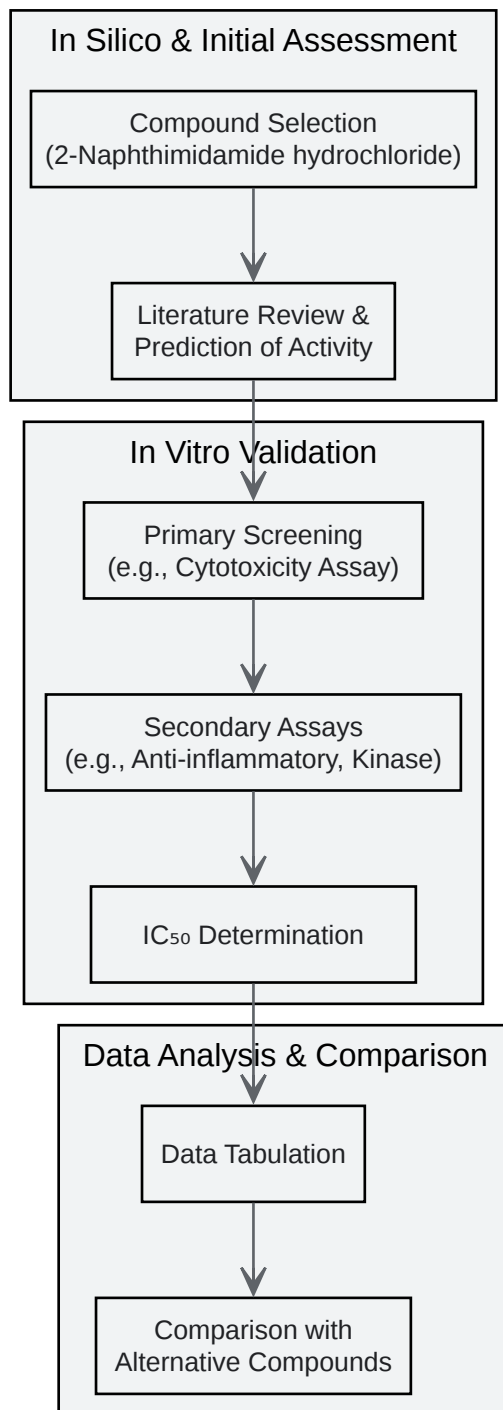 In Silico & Initial Assessment
Compound Selection
(2-Naphthimidamide hydrochloride)
Literature Review &
Prediction of Activity
In Vitro Validation
Primary Screening
(e.g., Cytotoxicity Assay)
Secondary Assays
(e.g., Anti-inflammatory, Kinase)
IC₅₀ Determination
Data Analysis & Comparison
Data Tabulation
Comparison with
Alternative Compounds